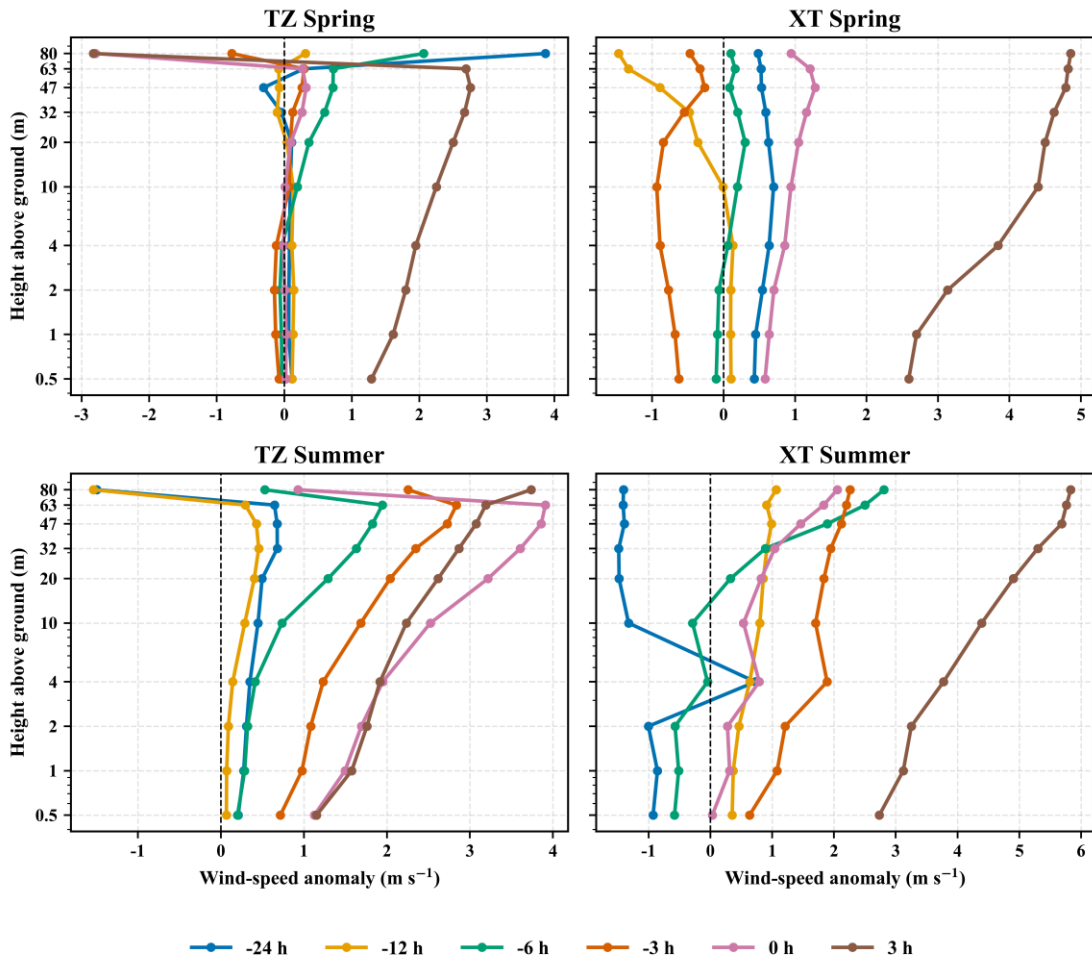 TZ Spring
XT Spring
Height above ground (m)
80
63
47
32
20
10
4
2
1
0.5
-3 -2 -1 0 1 2 3 4
-1 0 1 2 3 4 5
TZ Summer
XT Summer
Height above ground (m)
80
63
47
32
20
10
4
2
1
0.5
-1 0 1 2 3 4
-1 0 1 2 3 4 5 6
Wind-speed anomaly (m s⁻¹)
Wind-speed anomaly (m s⁻¹)
-24 h -12 h -6 h -3 h 0 h 3 h